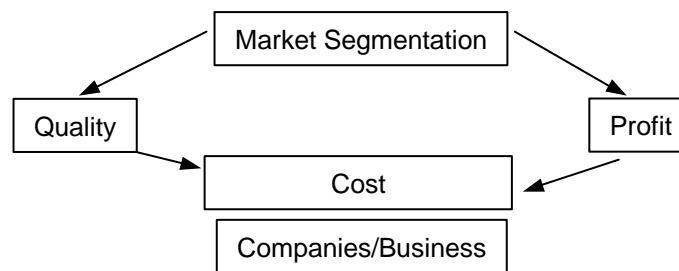 Market Segmentation
Quality
Profit
Cost
Companies/Business